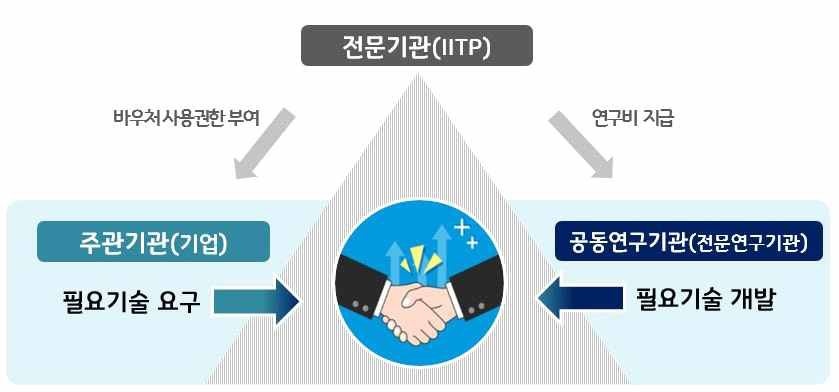 전문기관(IITP)
바우처 사용권한 부여
연구비 지급
주관기관(기업)
공동연구기관(전문연구기관)
필요기술 요구
필요기술 개발